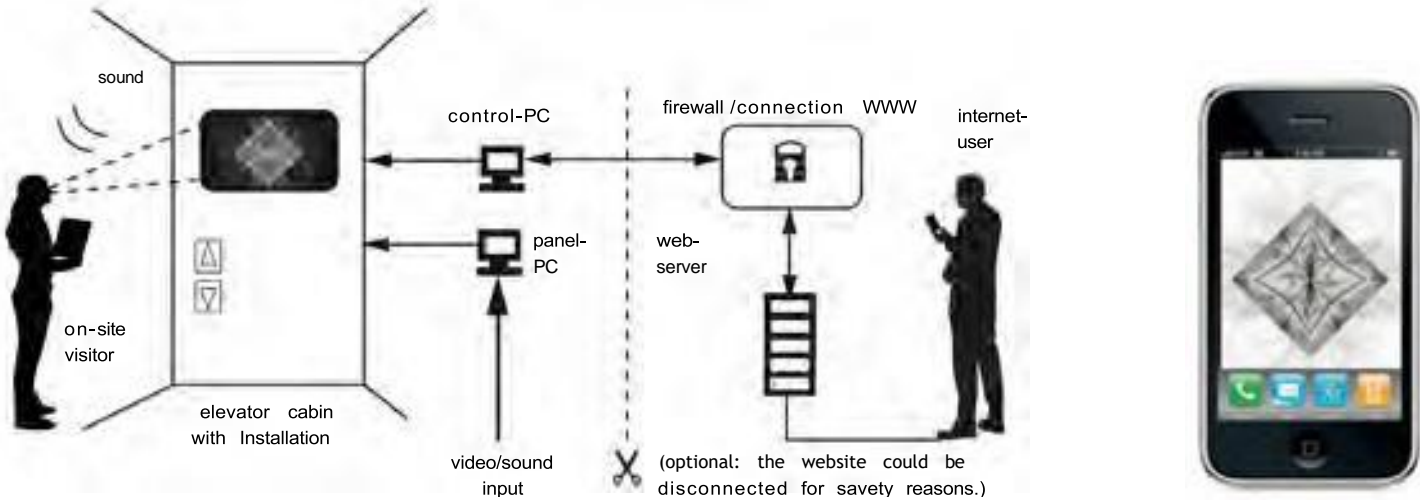 sound
control-PC
firewall/connection WWW
internet-
user
panel-
PC
web-
server
on-site
visitor
elevator cabin
with Installation
video/sound
input
(optional: the website could be
disconnected for savety reasons.)